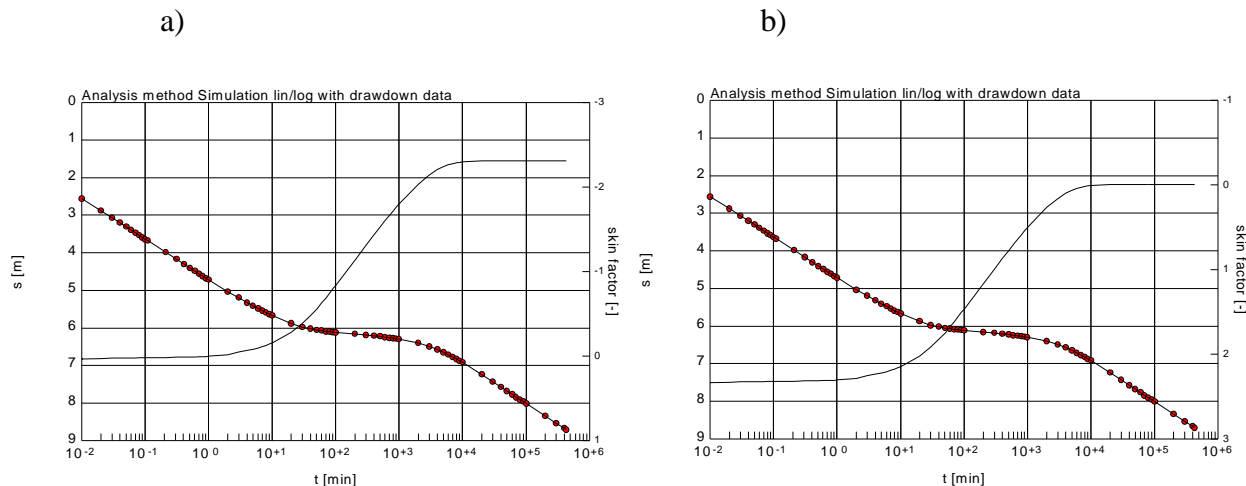 a)
b)
Analysis method Simulation lin/log with drawdown data
0
1
2
3
4
5
6
7
8
9
s [m]
-3
-2
-1
0
1
skin factor [-]
10-2 10-1 10 0 10+1 10+2 10+3 10+4 10+5 10+6
t [min]
Analysis method Simulation lin/log with drawdown data
0
1
2
3
4
5
6
7
8
9
s [m]
-1
0
1
2
3
skin factor [-]
10-2 10-1 10 0 10+1 10+2 10+3 10+4 10+5 10+6
t [min]